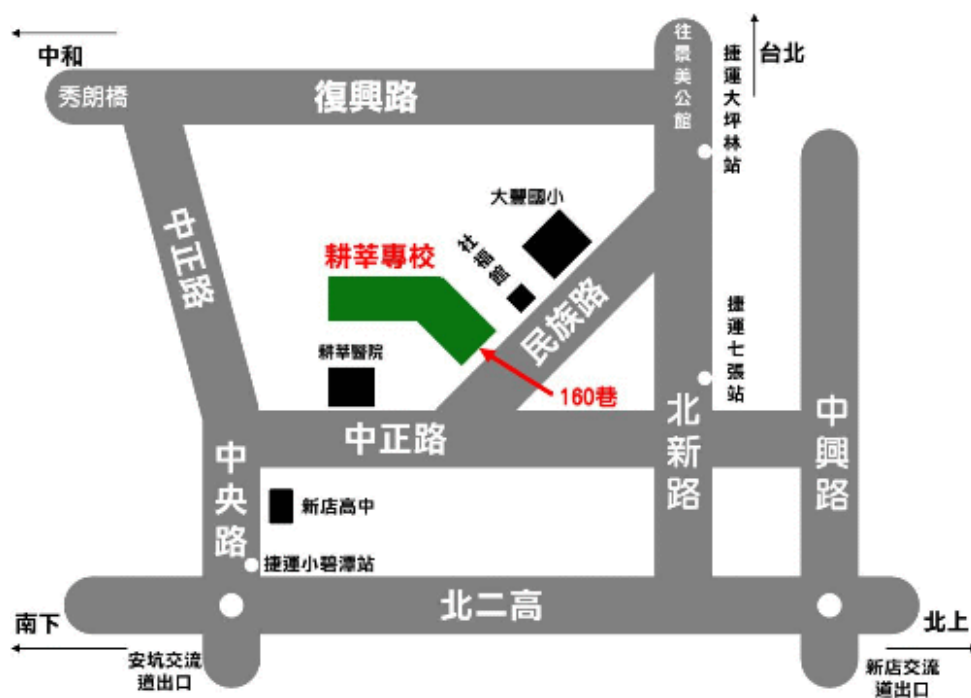 中和
台北
秀朗橋
復興路
往景美公館
捷運大坪林站
中正路
大豐國小
社福館
耕莘專校
民族路
捷運七張站
耕莘醫院
160巷
中正路
北新路
中興路
中央路
新店高中
捷運小碧潭站
北二高
南下
北上
安坑交流
道出口
新店交流
道出口